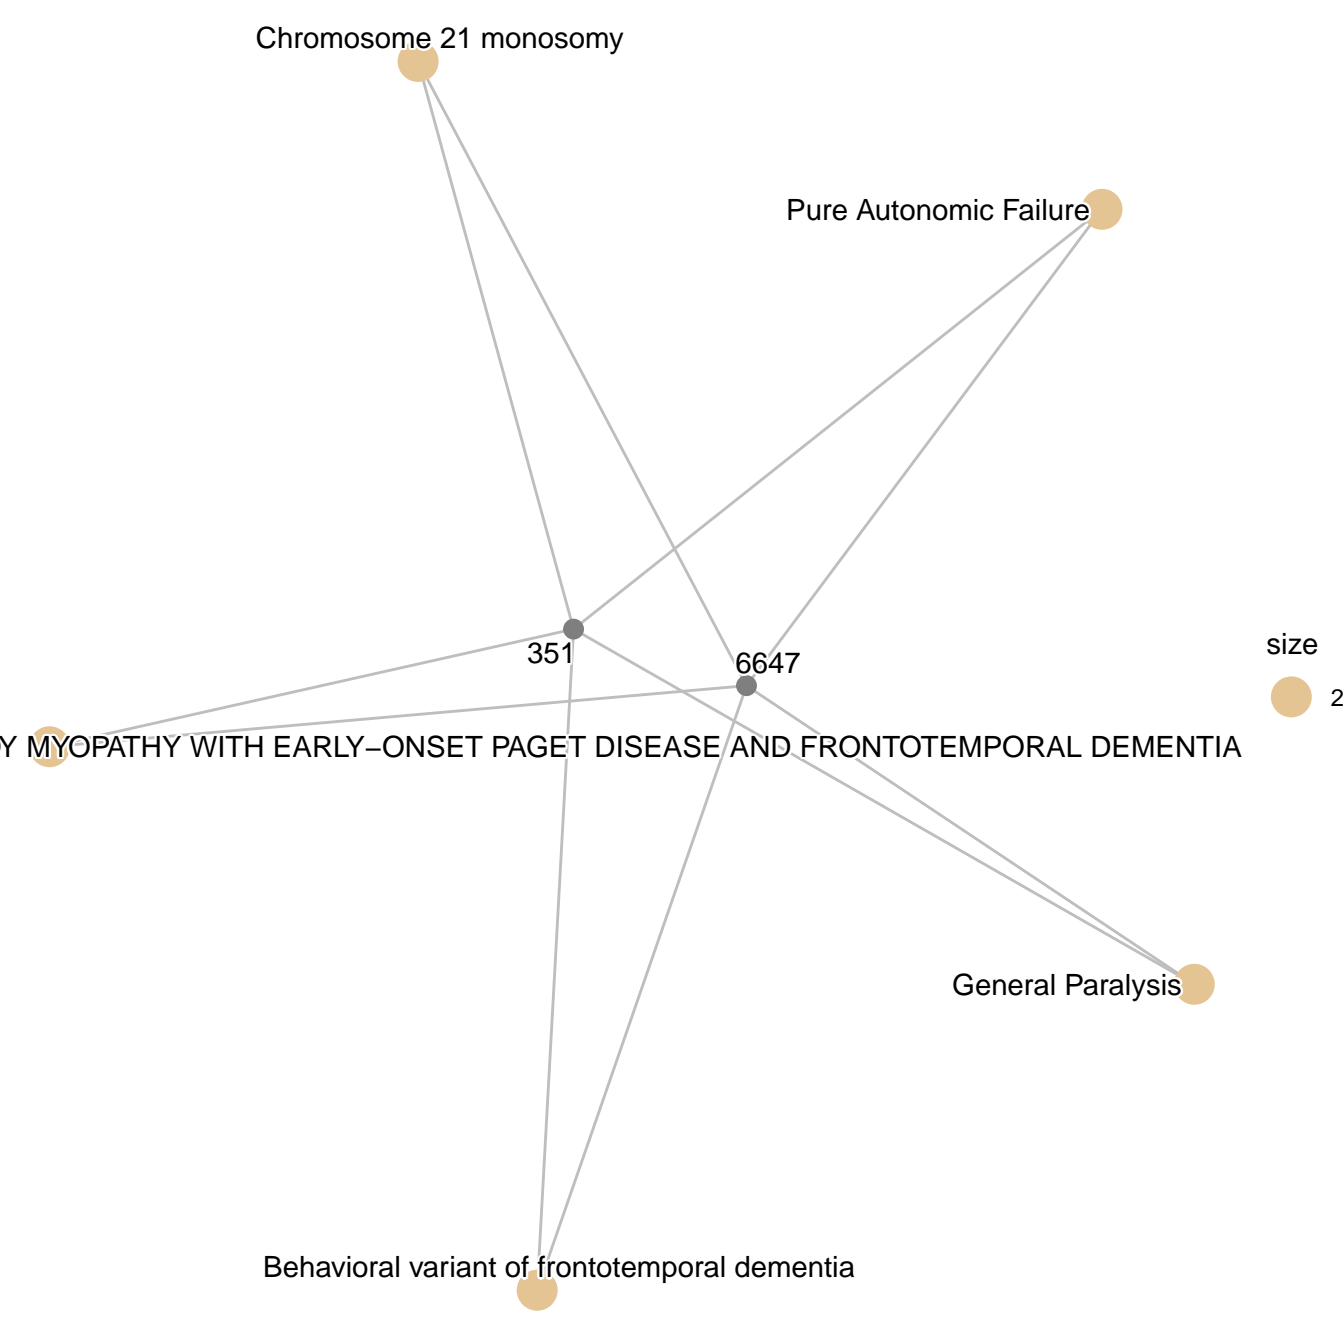 Chromosome 21 monosomy
Pure Autonomic Failure
351
6647
size
2
Y MYOPATHY WITH EARLY−ONSET PAGET DISEASE AND FRONTOTEMPORAL DEMENTIA
General Paralysis
Behavioral variant of frontotemporal dementia